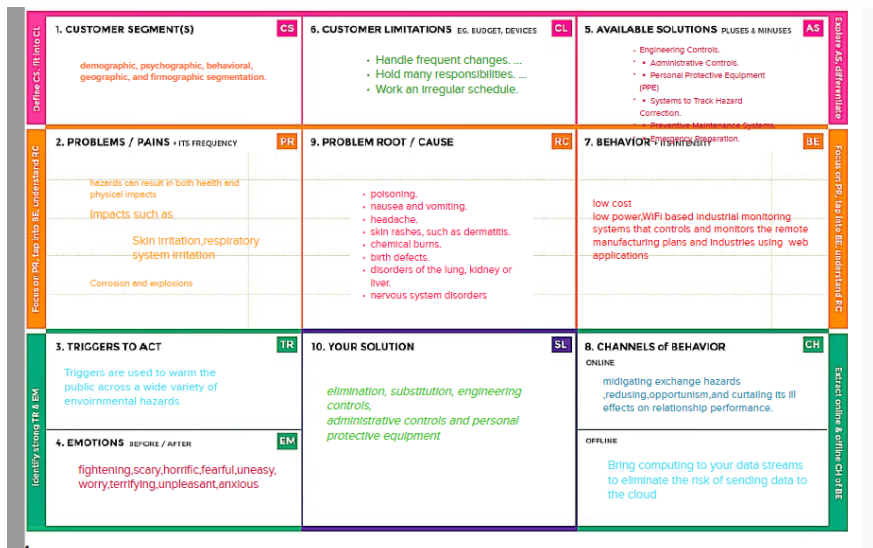 Define CS, fit into CL
1. CUSTOMER SEGMENT(S)
CS
demographic, psychographic, behavioral,
geographic, and firmographic segmentation.
6. CUSTOMER LIMITATIONS EG. BUDGET, DEVICES
CL
• Handle frequent changes. ...
• Hold many responsibilities. ...
• Work an irregular schedule.
5. AVAILABLE SOLUTIONS PLUSES & MINUSES
AS
• Engineering Controls.
• ▪ Administrative Controls.
• ▪ Personal Protective Equipment
(PPE)
• ▪ Systems to Track Hazard
Correction.
• ▪ Preventive Maintenance Systems.
• ▪ Emergency Preparation.
Explore AS, differentiate
Focus on PR, tap into BE, understand RC
2. PROBLEMS / PAINS + ITS FREQUENCY
PR
hazards can result in both health and
physical impacts
Impacts such as
Skin irritation,respiratory
system irritation
Corrosion and explosions
9. PROBLEM ROOT / CAUSE
RC
• poisoning.
• nausea and vomiting.
• headache.
• skin rashes, such as dermatitis.
• chemical burns.
• birth defects.
• disorders of the lung, kidney or
liver.
• nervous system disorders
7. BEHAVIOR + ITS INTENSITY
BE
low cost
low power,WiFi based industrial monitoring
systems that controls and monitors the remote
manufacturing plans and industries using web
applications
Focus on PR, tap into BE, understand RC
Identify strong TR & EM
3. TRIGGERS TO ACT
TR
Triggers are used to warm the
public across a wide variety of
envoirnmental hazards
4. EMOTIONS BEFORE / AFTER
EM
fightening,scary,horrific,fearful,uneasy,
worry,terrifying,unpleasant,anxious
10. YOUR SOLUTION
SL
elimination, substitution, engineering
controls,
administrative controls and personal
protective equipment
8. CHANNELS of BEHAVIOR
CH
ONLINE
midigating exchange hazards
,redusing,opportunism,and curtailing its ill
effects on relationship performance.
OFFLINE
Bring computing to your data streams
to eliminate the risk of sending data to
the cloud
Extract online & offline CH of BE